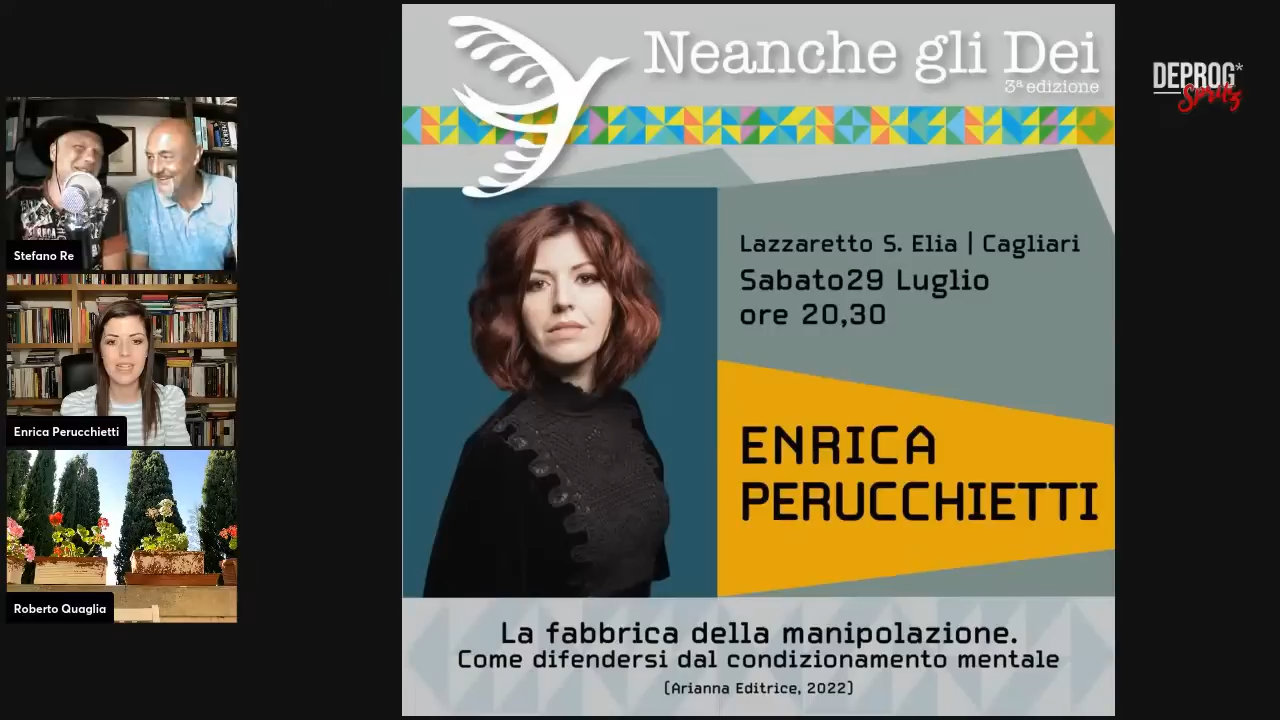 Neanche gli Dei
3ª edizione
DEPROG*
Spritz
Stefano Re
Enrica Perucchietti
Roberto Quaglia
Lazzaretto S. Elia | Cagliari
Sabato29 Luglio
ore 20,30
ENRICA
PERUCCHIETTI
La fabbrica della manipolazione.
Come difendersi dal condizionamento mentale
(Arianna Editrice, 2022)